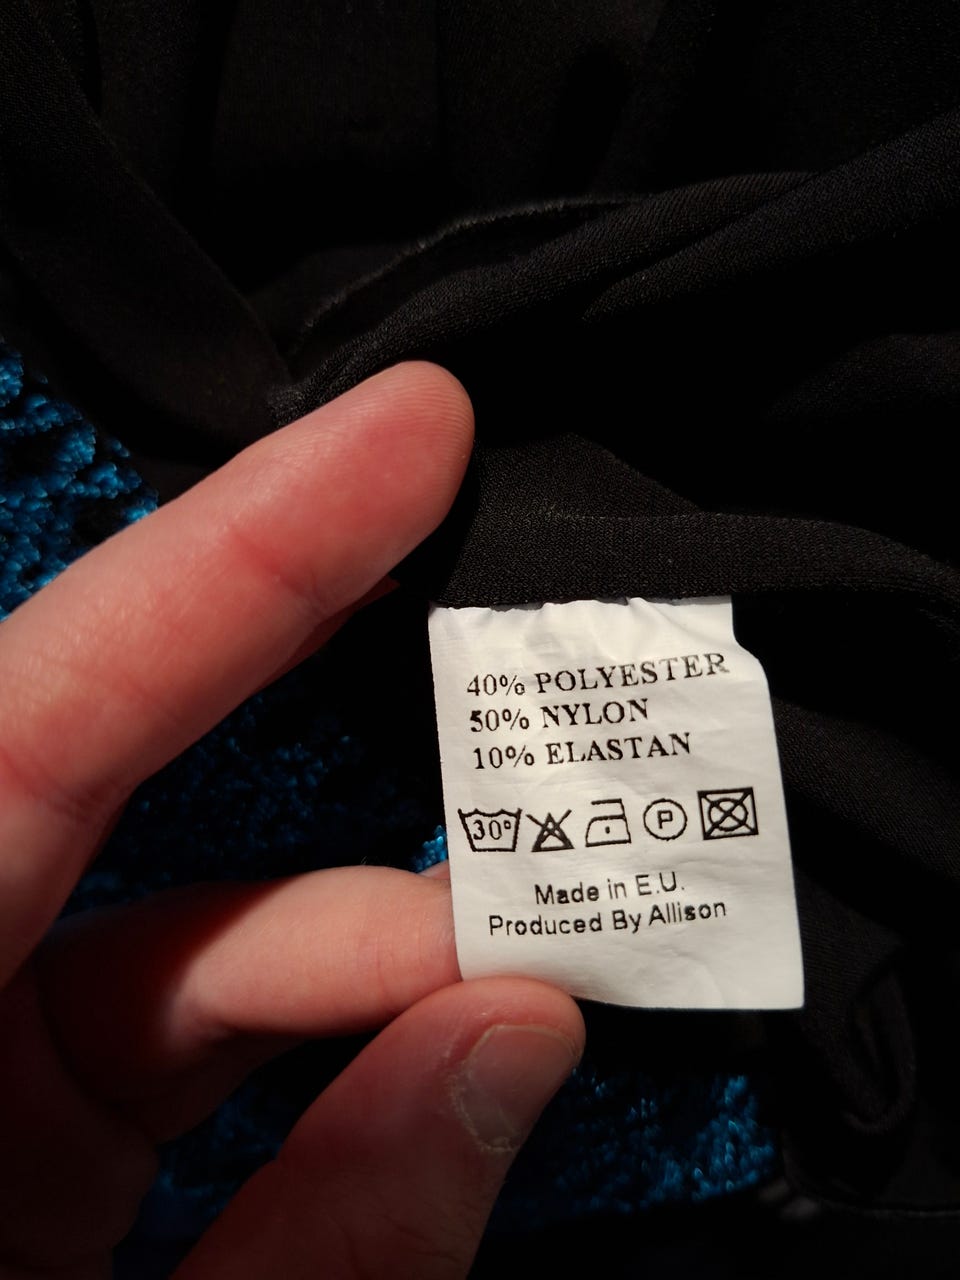 40% POLYESTER
50% NYLON
10% ELASTAN
30° P
Made in E.U.
Produced By Allison